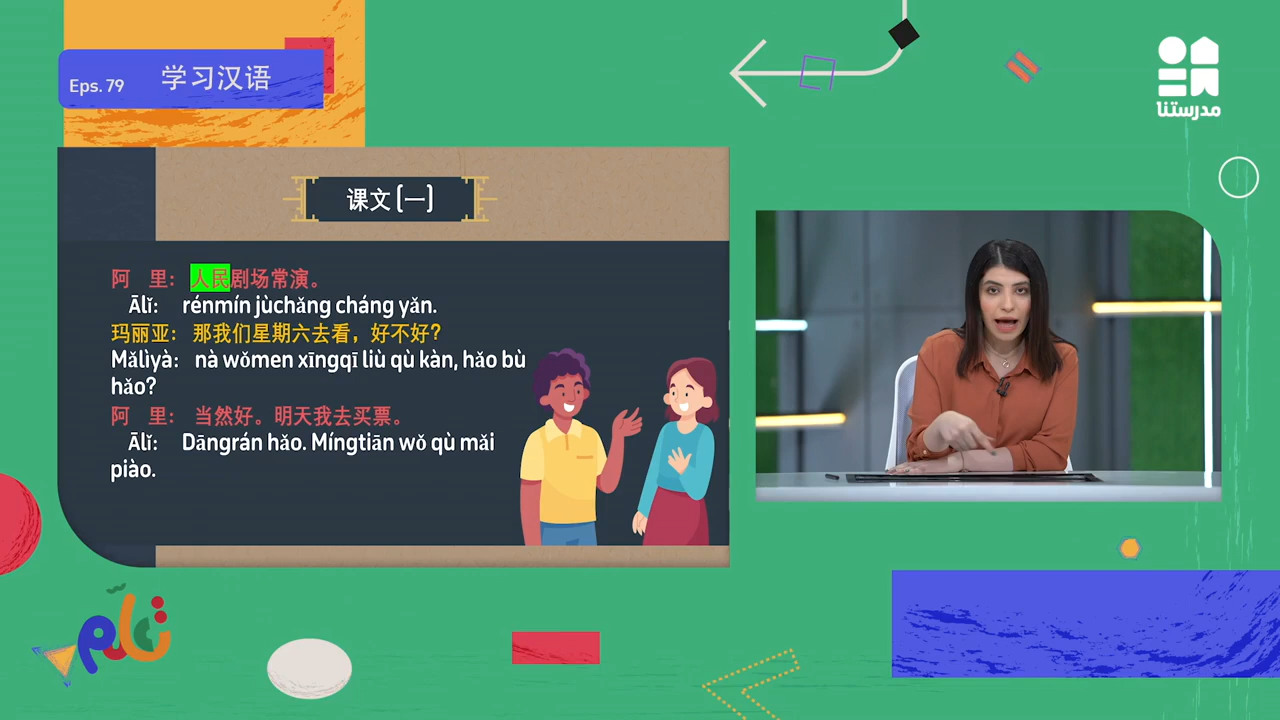 Eps. 79 学习汉语
مدرستنا
课文(一)
阿 里: 人民剧场常演。
Ālǐ: rénmín jùchǎng cháng yǎn.
玛丽亚: 那我们星期六去看，好不好?
Mǎlìyà: nà wǒmen xīngqī liù qù kàn, hǎo bù
hǎo?
阿 里: 当然好。明天我去买票。
Ālǐ: Dāngrán hǎo. Míngtiān wǒ qù mǎi
piào.